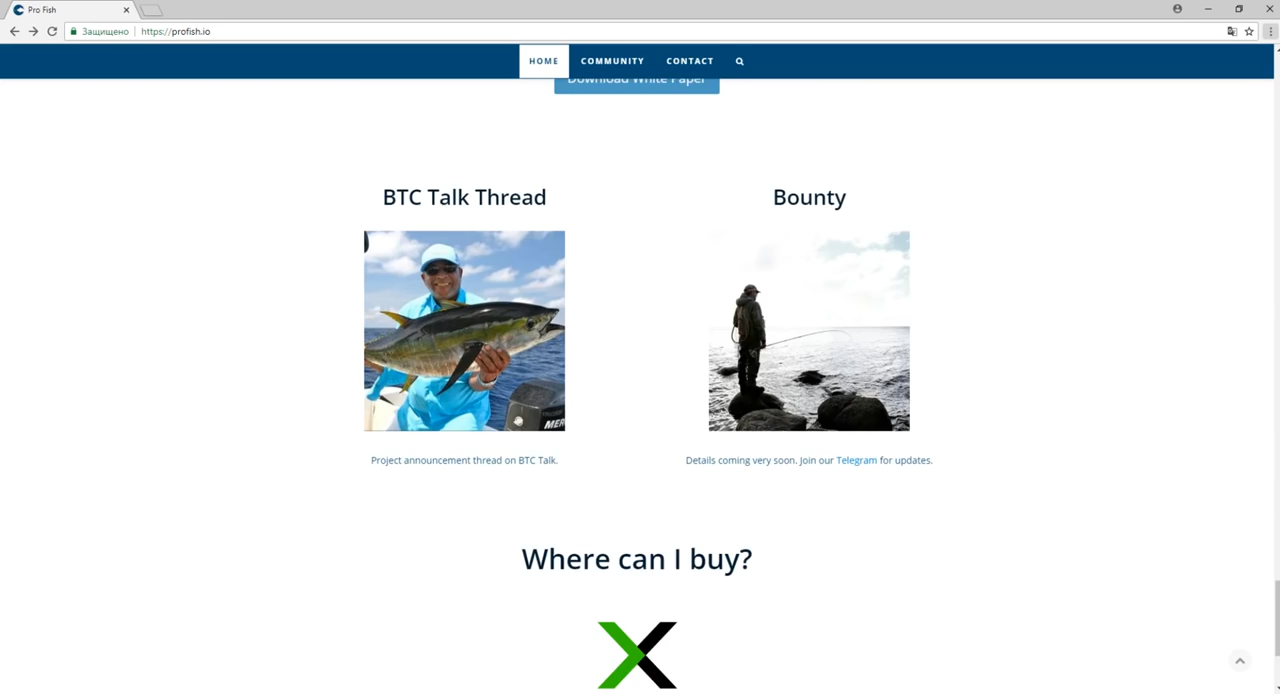 Pro Fish
Защищено
https://profish.io
HOME
COMMUNITY
CONTACT
Download White Paper
BTC Talk Thread
Bounty
MER
Project announcement thread on BTC Talk.
Details coming very soon. Join our Telegram for updates.
Where can I buy?